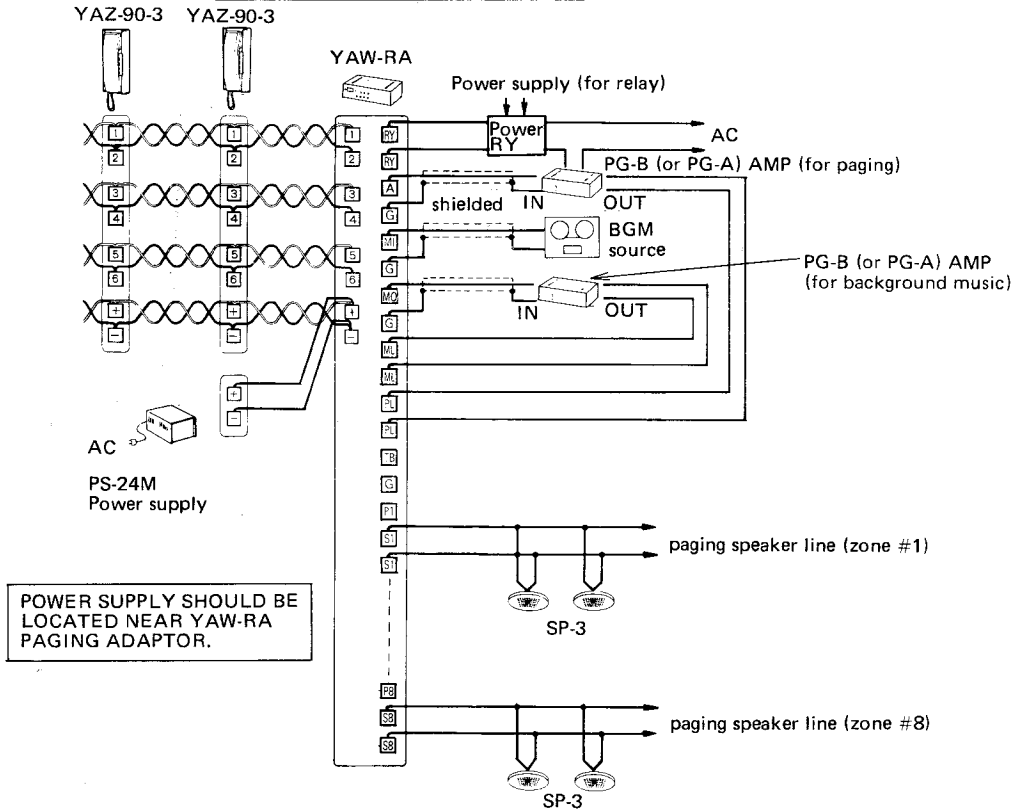 YAZ-90-3 YAZ-90-3
YAW-RA
Power supply (for relay)
Power
RY
AC
PG-B (or PG-A) AMP (for paging)
shielded
IN
OUT
BGM
source
PG-B (or PG-A) AMP
(for background music)
IN
OUT
1 1 1
2 2 2
3 3 3
4 4 4
5 5 5
6 6 6
+ + +
− − −
+
−
RY
RY
A
G
MI
G
MO
G
ML
ML
PL
PL
TB
G
P1
S1
S1
P8
S8
S8
AC
PS-24M
Power supply
paging speaker line (zone #1)
SP-3
POWER SUPPLY SHOULD BE
LOCATED NEAR YAW-RA
PAGING ADAPTOR.
paging speaker line (zone #8)
SP-3